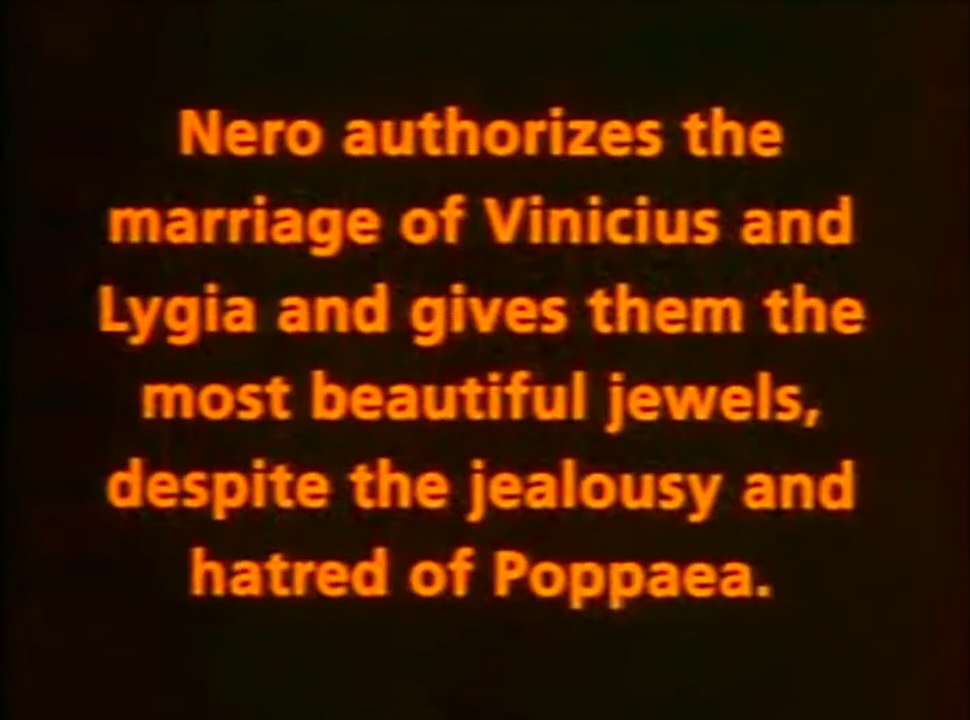 Nero authorizes the
marriage of Vinicius and
Lygia and gives them the
most beautiful jewels,
despite the jealousy and
hatred of Poppaea.